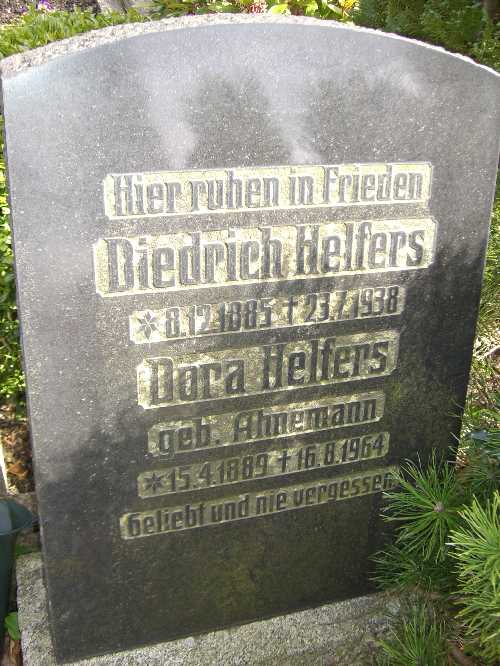 Hier ruhen in Frieden
Diedrich Helfers
* 8.12.1885 † 23.7.1938
Dora Helfers
geb. Ahnemann
* 15.4.1889 † 16.8.1964
Geliebt und nie vergessen